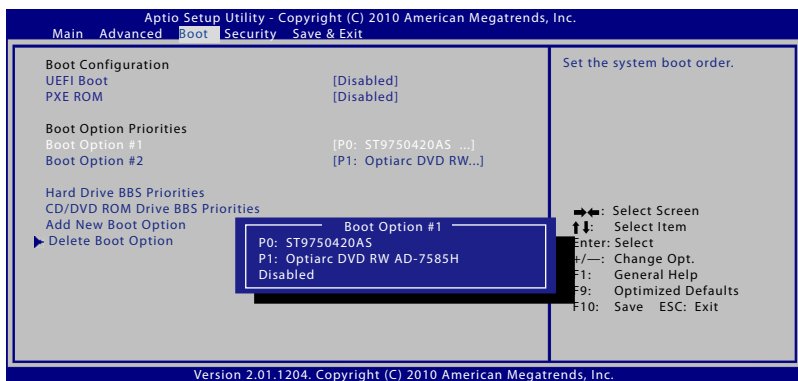 Aptio Setup Utility - Copyright (C) 2010 American Megatrends, Inc.
Main Advanced Boot Security Save & Exit
Boot Configuration
UEFI Boot [Disabled]
PXE ROM [Disabled]
Boot Option Priorities
Boot Option #1 [P0: ST9750420AS ...]
Boot Option #2 [P1: Optiarc DVD RW...]
Hard Drive BBS Priorities
CD/DVD ROM Drive BBS Priorities
Add New Boot Option
Delete Boot Option
Boot Option #1
P0: ST9750420AS
P1: Optiarc DVD RW AD-7585H
Disabled
Set the system boot order.
→←: Select Screen
↑↓: Select Item
Enter: Select
+/—: Change Opt.
F1: General Help
F9: Optimized Defaults
F10: Save ESC: Exit
Version 2.01.1204. Copyright (C) 2010 American Megatrends, Inc.